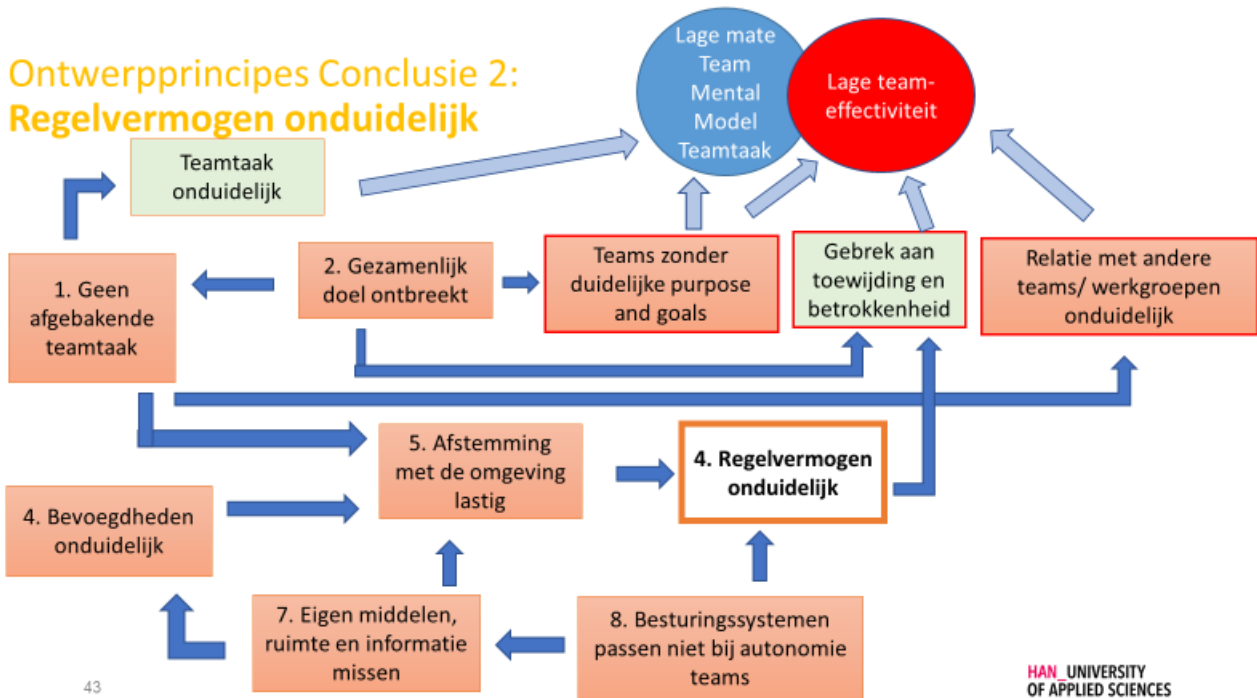 Ontwerpprincipes Conclusie 2:
Regelvermogen onduidelijk
Lage mate
Team
Mental
Model
Teamtaak
Lage team-
effectiviteit
Teamtaak
onduidelijk
1. Geen
afgebakende
teamtaak
2. Gezamenlijk
doel ontbreekt
Teams zonder
duidelijke purpose
and goals
Gebrek aan
toewijding en
betrokkenheid
Relatie met andere
teams/ werkgroepen
onduidelijk
5. Afstemming
met de omgeving
lastig
4. Regelvermogen
onduidelijk
4. Bevoegdheden
onduidelijk
7. Eigen middelen,
ruimte en informatie
missen
8. Besturingssystemen
passen niet bij autonomie
teams
43
HAN_UNIVERSITY
OF APPLIED SCIENCES